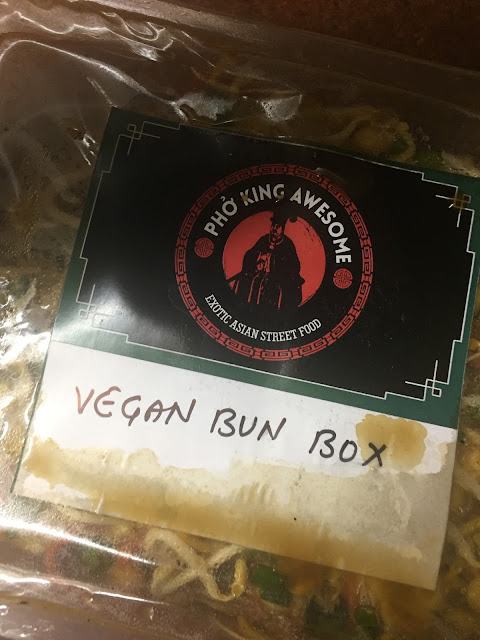 PHỞ KING AWESOME
EXOTIC ASIAN STREET FOOD
VEGAN BUN BOX